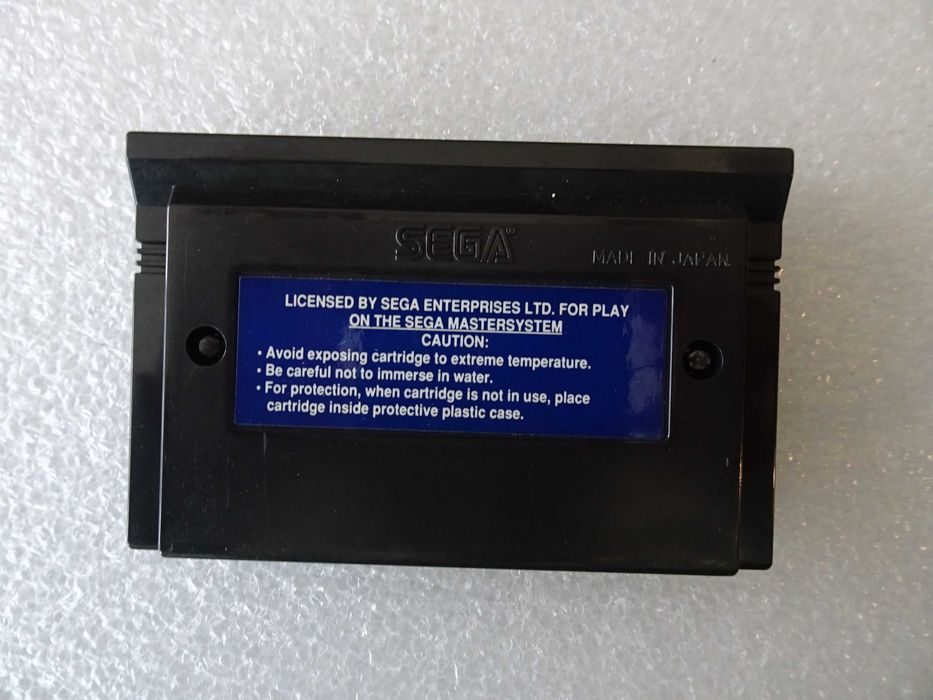 SEGA
MADE IN JAPAN.
LICENSED BY SEGA ENTERPRISES LTD. FOR PLAY
ON THE SEGA MASTERSYSTEM
CAUTION:
• Avoid exposing cartridge to extreme temperature.
• Be careful not to immerse in water.
• For protection, when cartridge is not in use, place
cartridge inside protective plastic case.